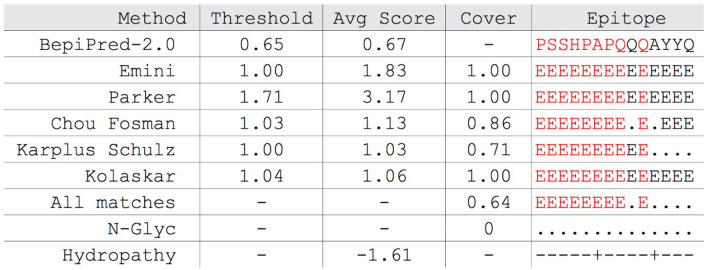 Method Threshold Avg Score Cover Epitope
BepiPred-2.0 0.65 0.67 - PSSHPAPQQQAYYQ
Emini 1.00 1.83 1.00 EEEEEEEEEEEEEE
Parker 1.71 3.17 1.00 EEEEEEEEEEEEEE
Chou Fosman 1.03 1.13 0.86 EEEEEEEE.E.EEE
Karplus Schulz 1.00 1.03 0.71 EEEEEEEEEE....
Kolaskar 1.04 1.06 1.00 EEEEEEEEEEEEEE
All matches - - 0.64 EEEEEEEE.E....
N-Glyc - - 0 ..............
Hydropathy - -1.61 - -----+----+---